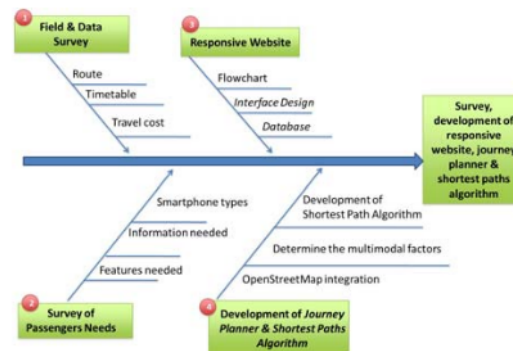 1
Field & Data
Survey
Route
Timetable
Travel cost
3
Responsive Website
Flowchart
Interface Design
Database
Survey,
development of
responsive
website, journey
planner &
shortest paths
algorithm
Smartphone types
Information needed
Features needed
2
Survey of
Passengers Needs
Development of
Shortest Path Algorithm
Determine the multimodal factors
OpenStreetMap integration
4
Development of Journey
Planner & Shortest Paths
Algorithm